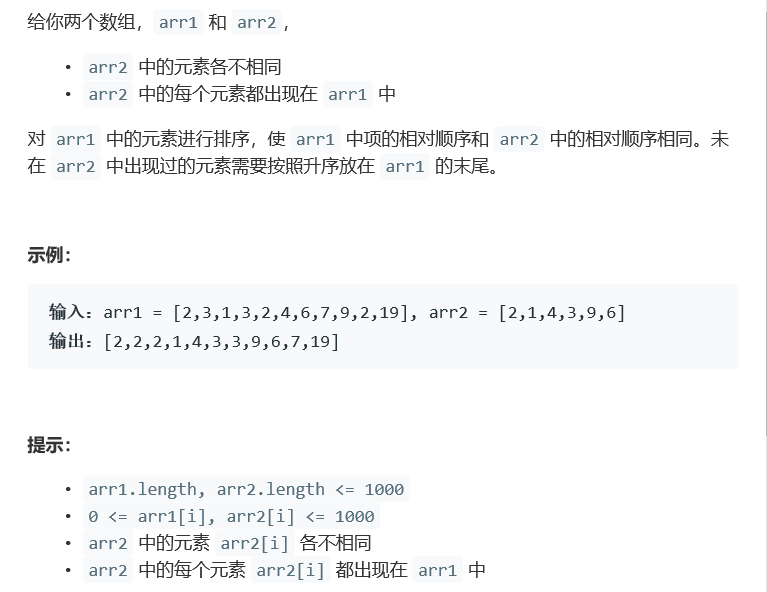 给你两个数组，arr1 和 arr2，
• arr2 中的元素各不相同
• arr2 中的每个元素都出现在 arr1 中
对 arr1 中的元素进行排序，使 arr1 中项的相对顺序和 arr2 中的相对顺序相同。未
在 arr2 中出现过的元素需要按照升序放在 arr1 的末尾。
示例：
输入：arr1 = [2,3,1,3,2,4,6,7,9,2,19], arr2 = [2,1,4,3,9,6]
输出：[2,2,2,1,4,3,3,9,6,7,19]
提示：
• arr1.length, arr2.length <= 1000
• 0 <= arr1[i], arr2[i] <= 1000
• arr2 中的元素 arr2[i] 各不相同
• arr2 中的每个元素 arr2[i] 都出现在 arr1 中